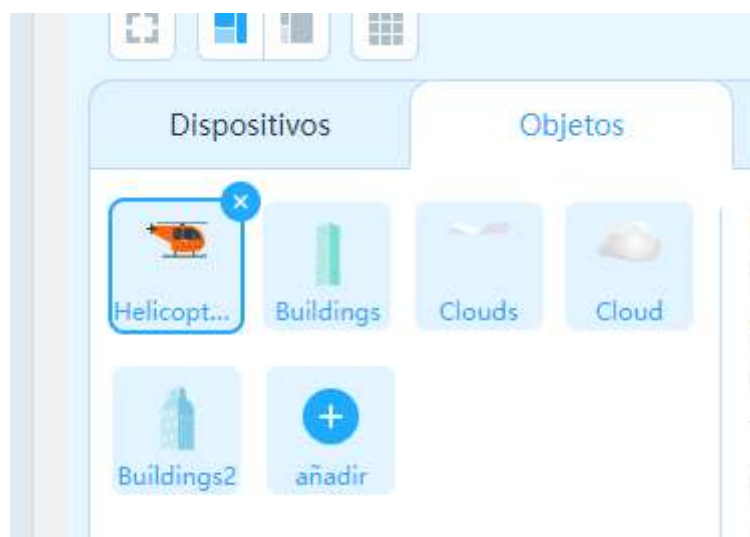 Dispositivos
Objetos
Helicopt...
Buildings
Clouds
Cloud
Buildings2
añadir